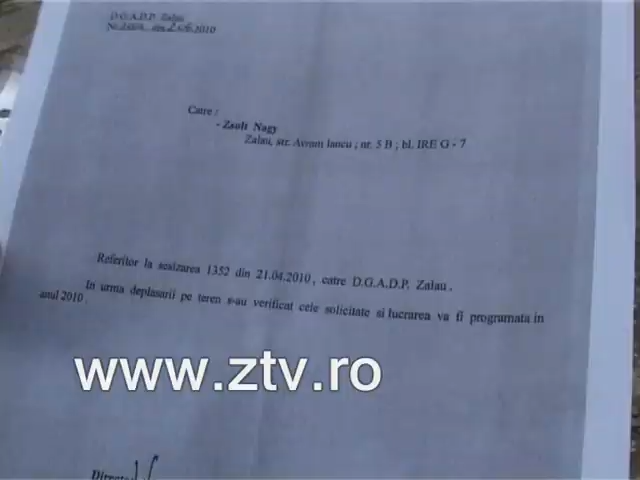 D.G.A.D.P. Zalau
2010
Catre :
- Zsolt Nagy
Zalau, str. Avram Iancu ; nr. 5 B ; bl. IRE G - 7
Referitor la sesizarea 1352 din 21.04.2010 , catre D.G.A.D.P. Zalau .
In urma deplasarii pe teren s-au verificat cele solicitate si lucrarea va fi programata in
anul 2010 .
www.ztv.ro
Director